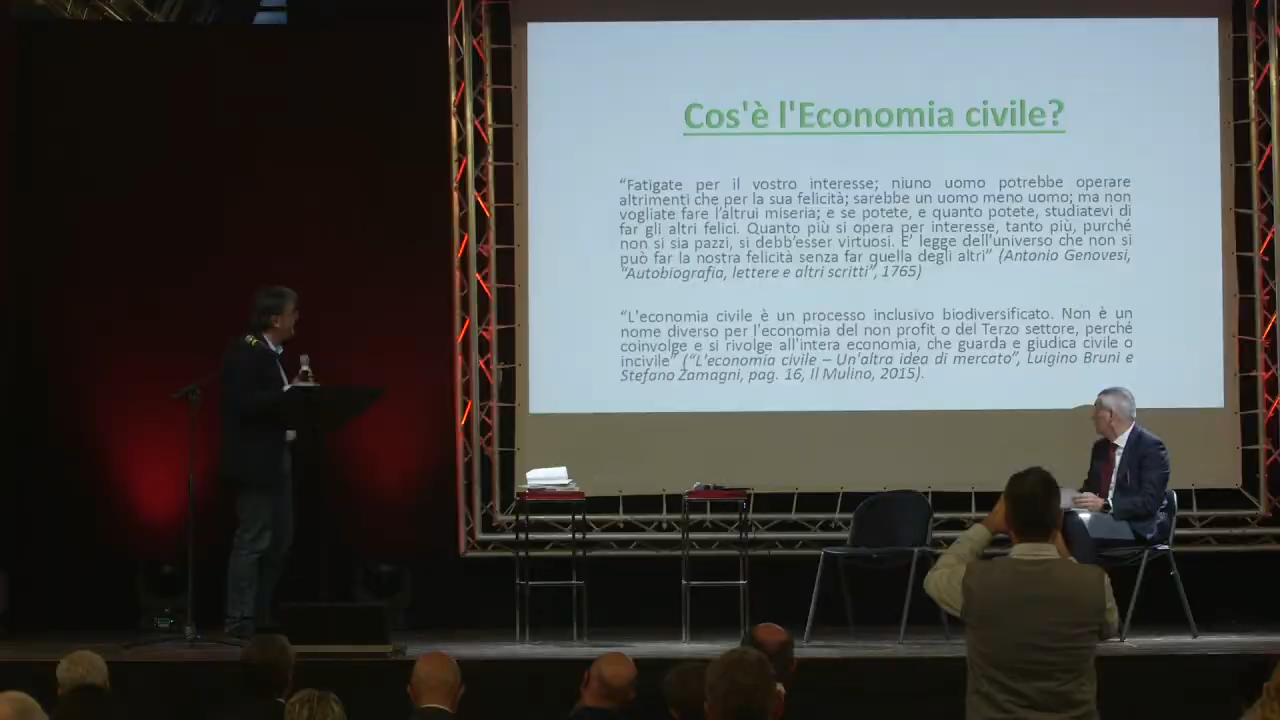 Cos'è l'Economia civile?
“Fatigate per il vostro interesse; niuno uomo potrebbe operare
altrimenti che per la sua felicità; sarebbe un uomo meno uomo; ma non
vogliate fare l’altrui miseria; e se potete, e quanto potete, studiatevi di
far gli altri felici. Quanto più si opera per interesse, tanto più, purché
non si sia pazzi, si debb’esser virtuosi. E’ legge dell'universo che non si
può far la nostra felicità senza far quella degli altri” (Antonio Genovesi,
“Autobiografia, lettere e altri scritti”, 1765)
“L'economia civile è un processo inclusivo biodiversificato. Non è un
nome diverso per l'economia del non profit o del Terzo settore, perché
coinvolge e si rivolge all'intera economia, che guarda e giudica civile o
incivile” (“L'economia civile – Un'altra idea di mercato”, Luigino Bruni e
Stefano Zamagni, pag. 16, Il Mulino, 2015).